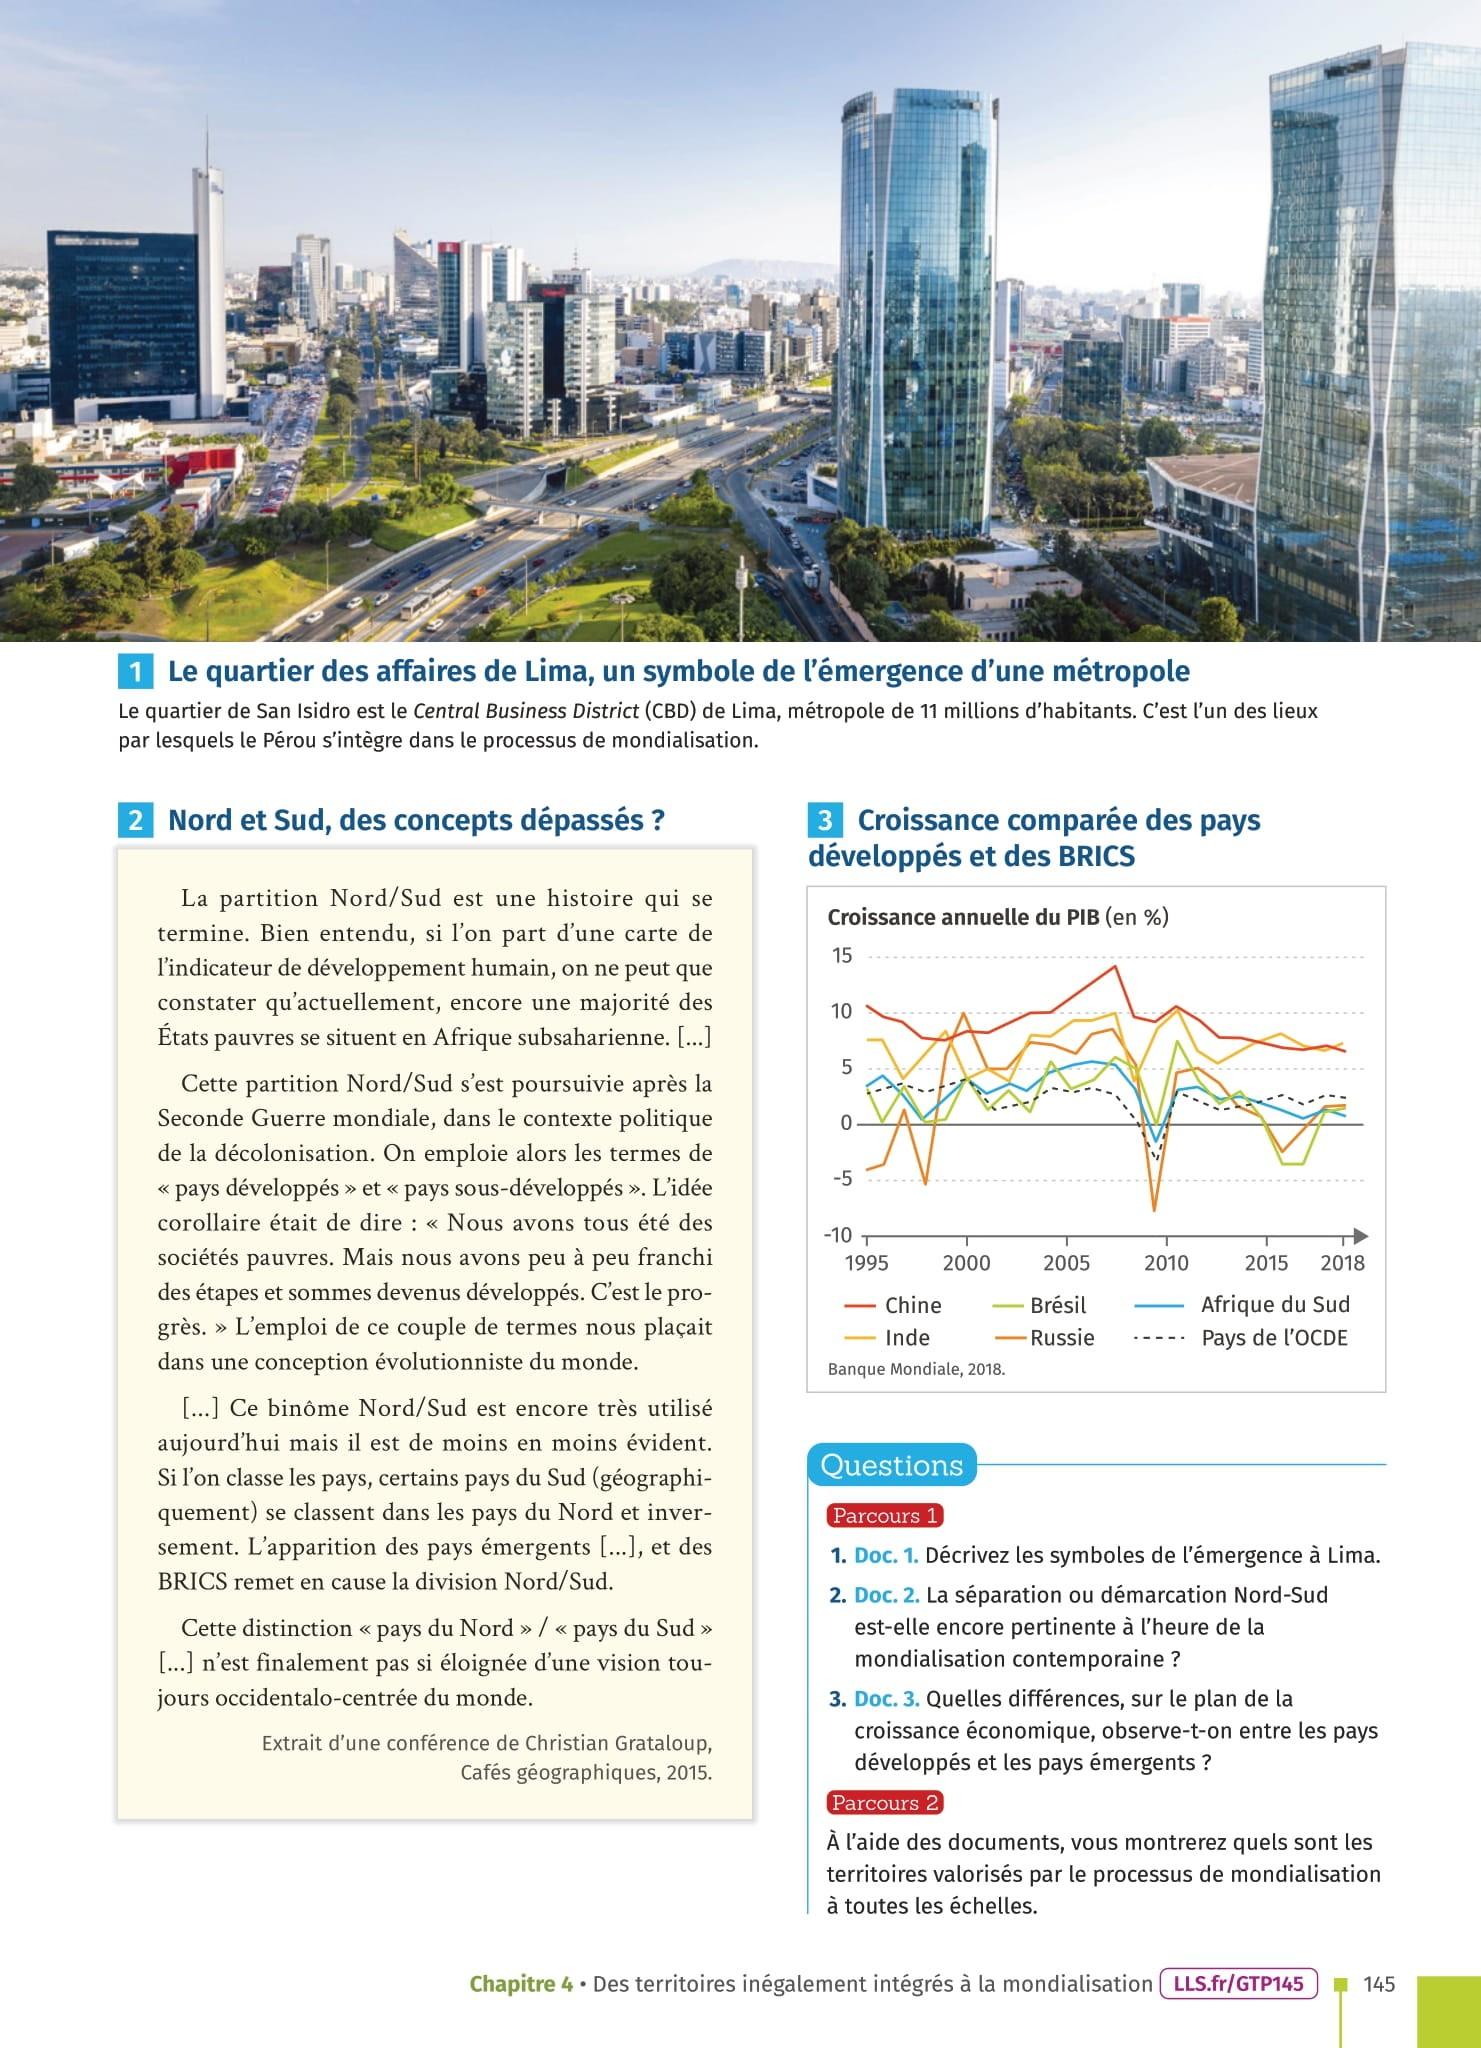 1 Le quartier des affaires de Lima, un symbole de l’émergence d’une métropole
Le quartier de San Isidro est le Central Business District (CBD) de Lima, métropole de 11 millions d’habitants. C’est l’un des lieux
par lesquels le Pérou s’intègre dans le processus de mondialisation.
2 Nord et Sud, des concepts dépassés ?
La partition Nord/Sud est une histoire qui se
termine. Bien entendu, si l’on part d’une carte de
l’indicateur de développement humain, on ne peut que
constater qu’actuellement, encore une majorité des
États pauvres se situent en Afrique subsaharienne. [...]
Cette partition Nord/Sud s’est poursuivie après la
Seconde Guerre mondiale, dans le contexte politique
de la décolonisation. On emploie alors les termes de
« pays développés » et « pays sous-développés ». L’idée
corollaire était de dire : « Nous avons tous été des
sociétés pauvres. Mais nous avons peu à peu franchi
des étapes et sommes devenus développés. C’est le pro-
grès. » L’emploi de ce couple de termes nous plaçait
dans une conception évolutionniste du monde.
[...] Ce binôme Nord/Sud est encore très utilisé
aujourd’hui mais il est de moins en moins évident.
Si l’on classe les pays, certains pays du Sud (géographi-
quement) se classent dans les pays du Nord et inver-
sement. L’apparition des pays émergents [...], et des
BRICS remet en cause la division Nord/Sud.
Cette distinction « pays du Nord » / « pays du Sud »
[...] n’est finalement pas si éloignée d’une vision tou-
jours occidentalo-centrée du monde.
Extrait d’une conférence de Christian Grataloup,
Cafés géographiques, 2015.
3 Croissance comparée des pays
développés et des BRICS
Croissance annuelle du PIB (en %)
15
10
5
0
-5
-10
1995 2000 2005 2010 2015 2018
Chine Brésil Afrique du Sud
Inde Russie Pays de l’OCDE
Banque Mondiale, 2018.
Questions
Parcours 1
1. Doc. 1. Décrivez les symboles de l’émergence à Lima.
2. Doc. 2. La séparation ou démarcation Nord-Sud
est-elle encore pertinente à l’heure de la
mondialisation contemporaine ?
3. Doc. 3. Quelles différences, sur le plan de la
croissance économique, observe-t-on entre les pays
développés et les pays émergents ?
Parcours 2
À l’aide des documents, vous montrerez quels sont les
territoires valorisés par le processus de mondialisation
à toutes les échelles.
Chapitre 4 • Des territoires inégalement intégrés à la mondialisation LLS.fr/GTP145 145